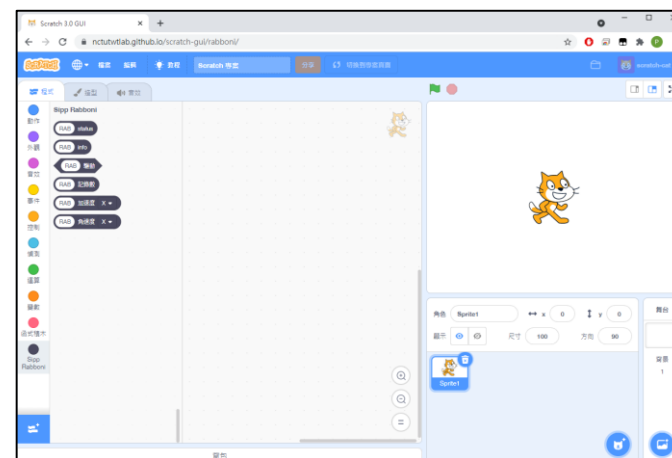 Scratch 3.0 GUI
nctutwtlab.github.io/scratch-gui/rabboni/
SCRATCH
檔案 編輯 教程 Scratch 專案 分享
scratch-cat
程式 造型 音效
Sipp Rabboni
RAB status
RAB info
RAB
RAB
RAB 加速度 X
RAB 角速度 X
動作
外觀
音效
事件
控制
偵測
運算
變數
函式積木
Sipp
Rabboni
角色 Sprite1 x 0 y 0
顯示 尺寸 100 方向 90
Sprite1
舞台
背景
1